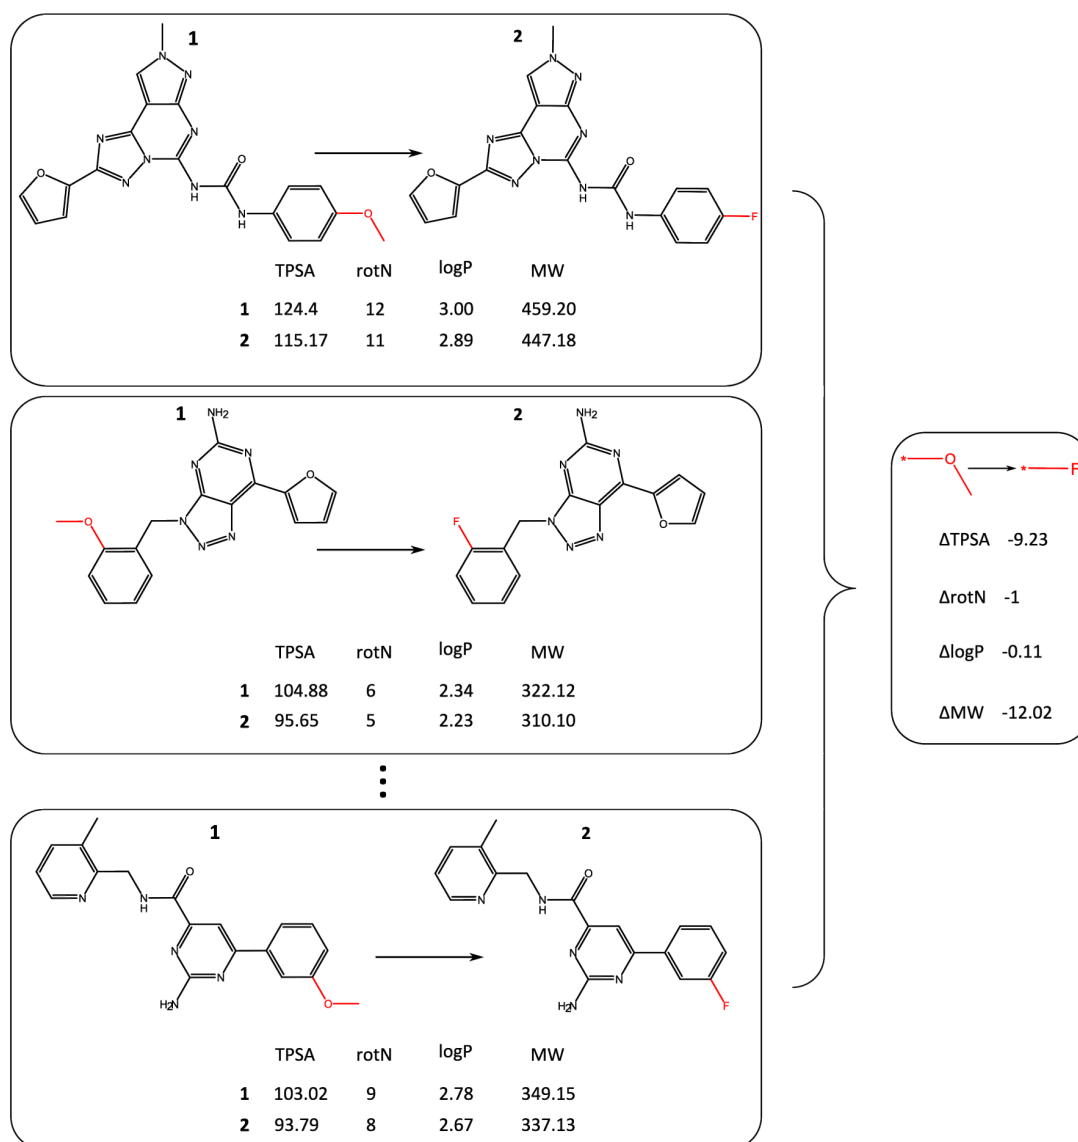 1
2
N
N
N
N
N
N
N
N
O
O
N
H
N
H
O
N
N
N
N
N
N
O
O
N
H
N
H
F
TPSA rotN logP MW
1 124.4 12 3.00 459.20
2 115.17 11 2.89 447.18
1
2
NH2
N
N
O
O
N
N
N
NH2
N
N
F
O
N
N
N
TPSA rotN logP MW
1 104.88 6 2.34 322.12
2 95.65 5 2.23 310.10
1
2
N
O
N
H
N
N
H2N
O
N
O
N
H
N
N
H2N
F
TPSA rotN logP MW
1 103.02 9 2.78 349.15
2 93.79 8 2.67 337.13
* O * F
ΔTPSA -9.23
ΔrotN -1
ΔlogP -0.11
ΔMW -12.02